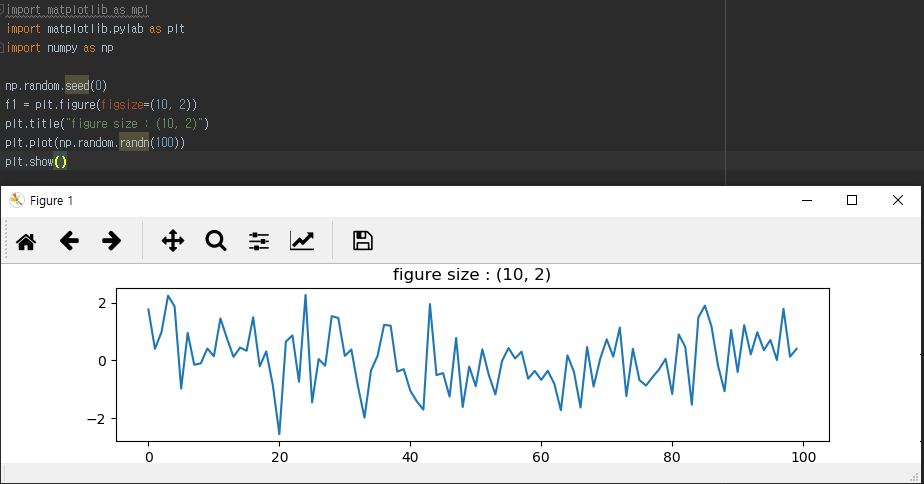 import matplotlib as mpl
import matplotlib.pylab as plt
import numpy as np
np.random.seed(0)
f1 = plt.figure(figsize=(10, 2))
plt.title("figure size : (10, 2)")
plt.plot(np.random.randn(100))
plt.show()
Figure 1
figure size : (10, 2)
2
0
−2
0 20 40 60 80 100